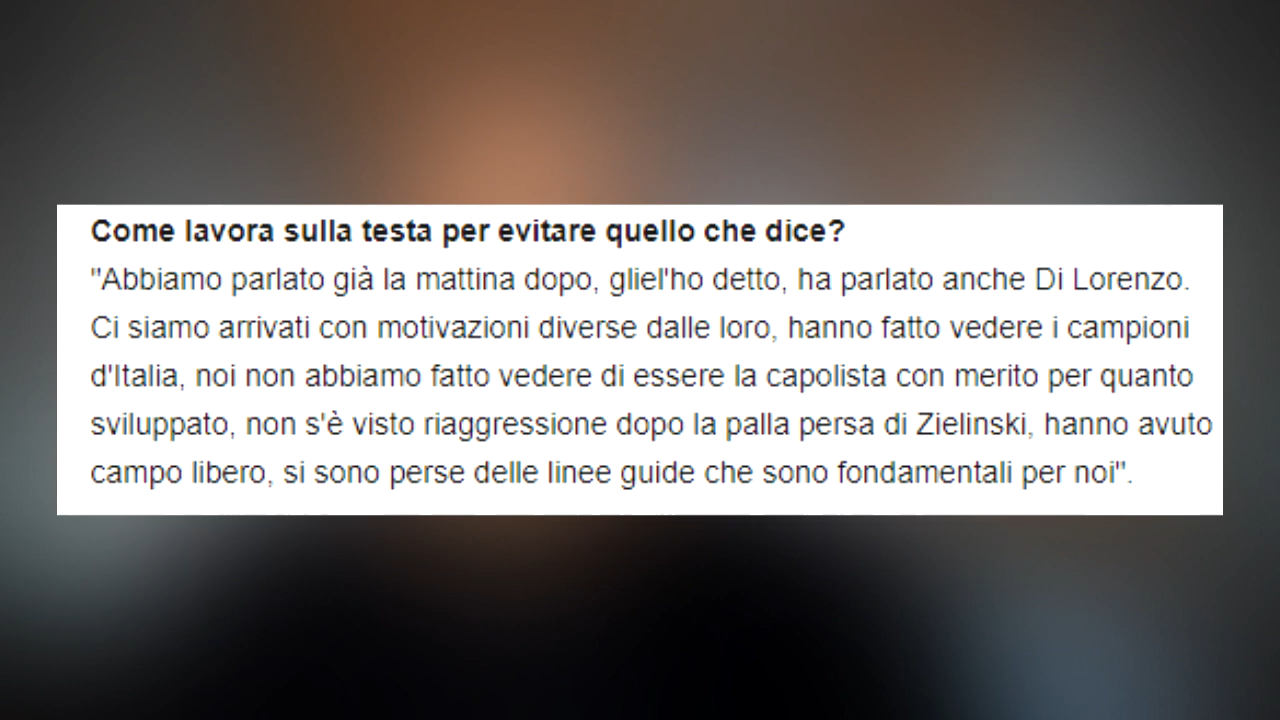 Come lavora sulla testa per evitare quello che dice?
"Abbiamo parlato già la mattina dopo, gliel'ho detto, ha parlato anche Di Lorenzo.
Ci siamo arrivati con motivazioni diverse dalle loro, hanno fatto vedere i campioni
d'Italia, noi non abbiamo fatto vedere di essere la capolista con merito per quanto
sviluppato, non s'è visto riaggressione dopo la palla persa di Zielinski, hanno avuto
campo libero, si sono perse delle linee guide che sono fondamentali per noi".